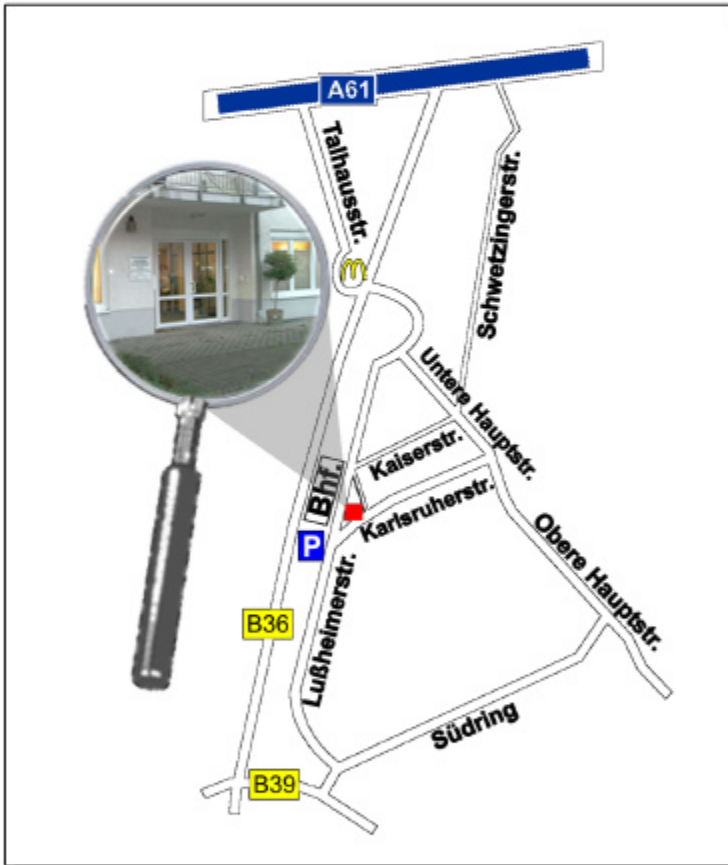 A61
Talhausstr.
Schwetzingerstr.
Untere Hauptstr.
Kaiserstr.
Bhf.
Karlsruherstr.
P
Obere Hauptstr.
Lußheimerstr.
B36
Südring
B39